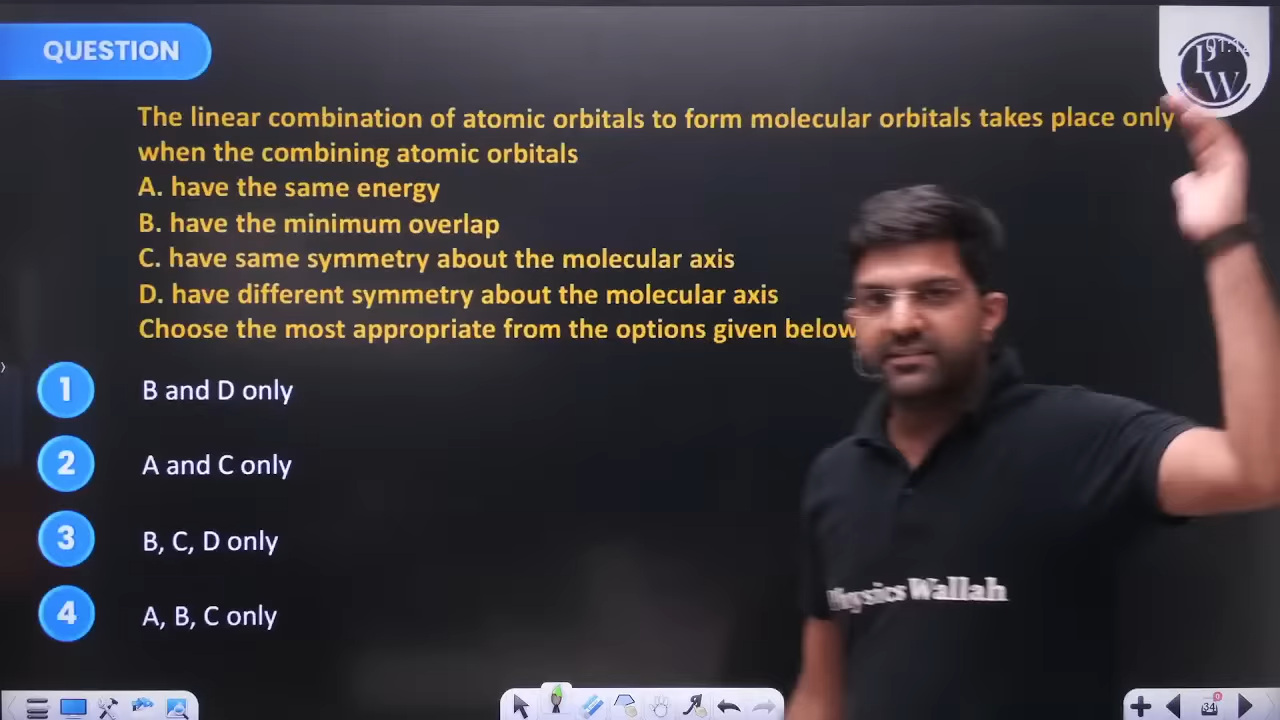 QUESTION
The linear combination of atomic orbitals to form molecular orbitals takes place only
when the combining atomic orbitals
A. have the same energy
B. have the minimum overlap
C. have same symmetry about the molecular axis
D. have different symmetry about the molecular axis
Choose the most appropriate from the options given below
1 B and D only
2 A and C only
3 B, C, D only
4 A, B, C only
PW
Physics Wallah
34